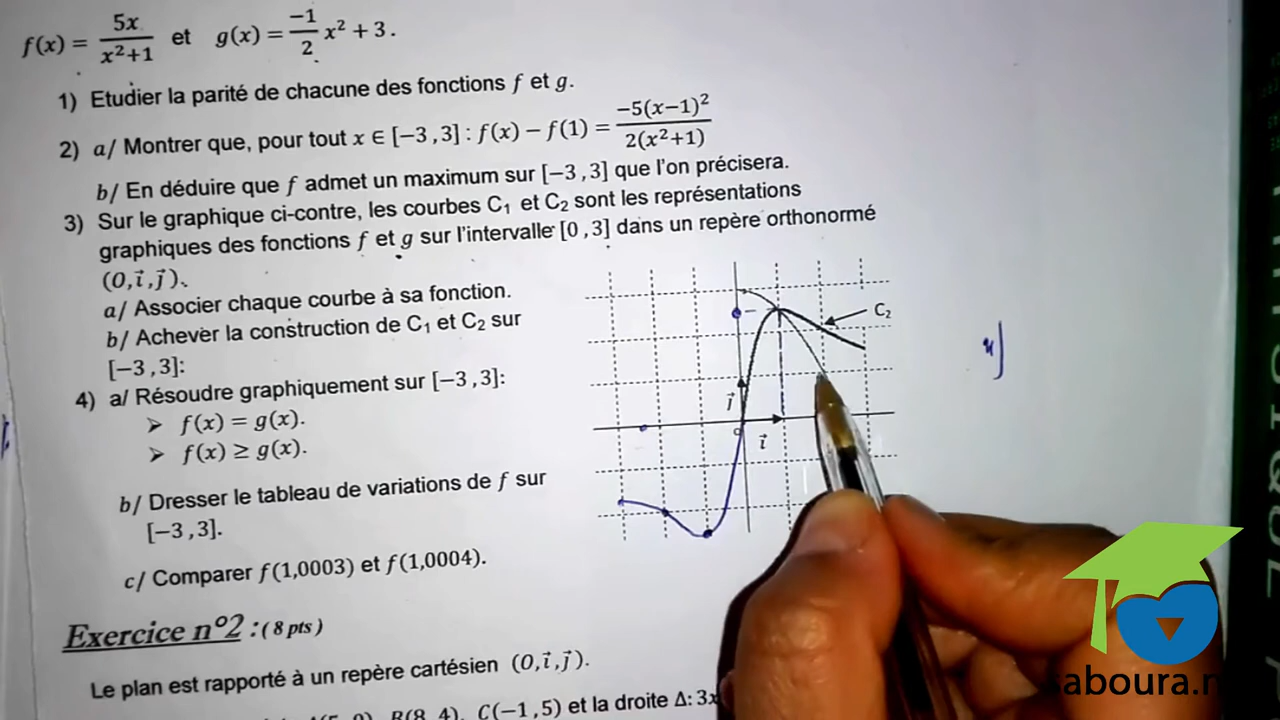 f(x) = 5x/(x²+1) et g(x) = −1/2 x² + 3.
1) Etudier la parité de chacune des fonctions f et g.
2) a/ Montrer que, pour tout x ∈ [−3 , 3] : f(x) − f(1) = −5(x−1)²/2(x²+1)
b/ En déduire que f admet un maximum sur [−3 , 3] que l'on précisera.
3) Sur le graphique ci-contre, les courbes C₁ et C₂ sont les représentations
graphiques des fonctions f et g sur l'intervalle [0 , 3] dans un repère orthonormé
(O, i⃗, j⃗).
a/ Associer chaque courbe à sa fonction.
b/ Achever la construction de C₁ et C₂ sur
[−3 , 3]:
4) a/ Résoudre graphiquement sur [−3 , 3]:
➢ f(x) = g(x).
➢ f(x) ≥ g(x).
b/ Dresser le tableau de variations de f sur
[−3 , 3].
c/ Comparer f(1,0003) et f(1,0004).
C₂
j⃗
o
i⃗
Exercice n°2 : ( 8 pts )
Le plan est rapporté à un repère cartésien (O, i⃗, j⃗).
B(8, 4), C(−1, 5) et la droite Δ: 3x
saboura.